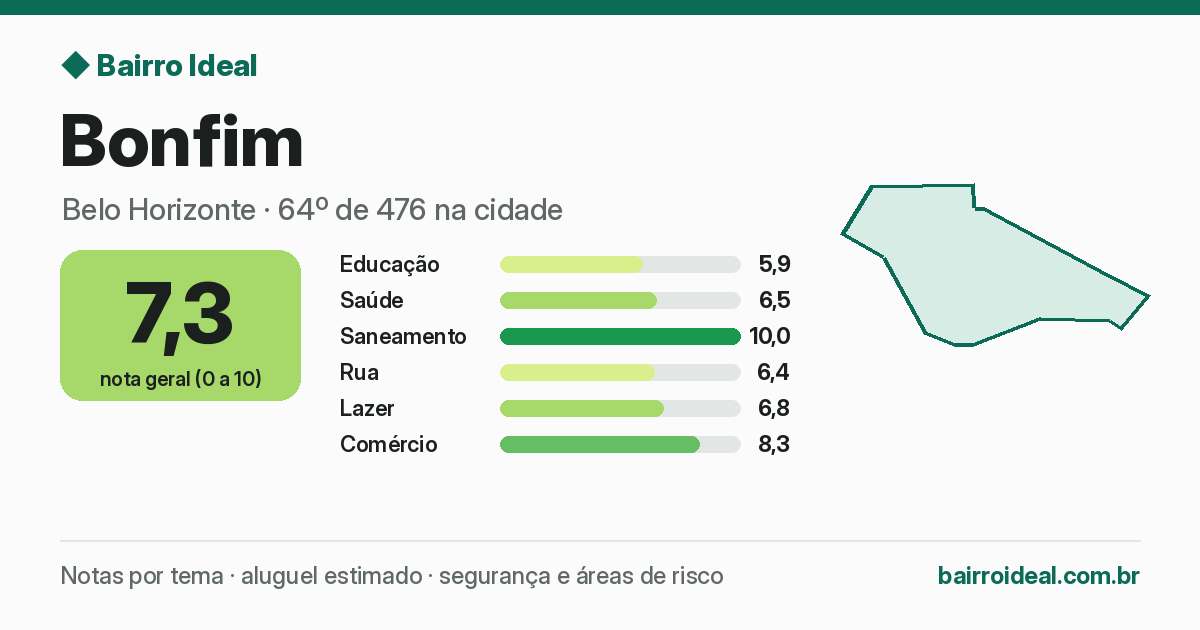 Bairro Ideal
Bonfim
Belo Horizonte · 64º de 476 na cidade
7,3
nota geral (0 a 10)
Educação 5,9
Saúde 6,5
Saneamento 10,0
Rua 6,4
Lazer 6,8
Comércio 8,3
Notas por tema · aluguel estimado · segurança e áreas de risco
bairroideal.com.br